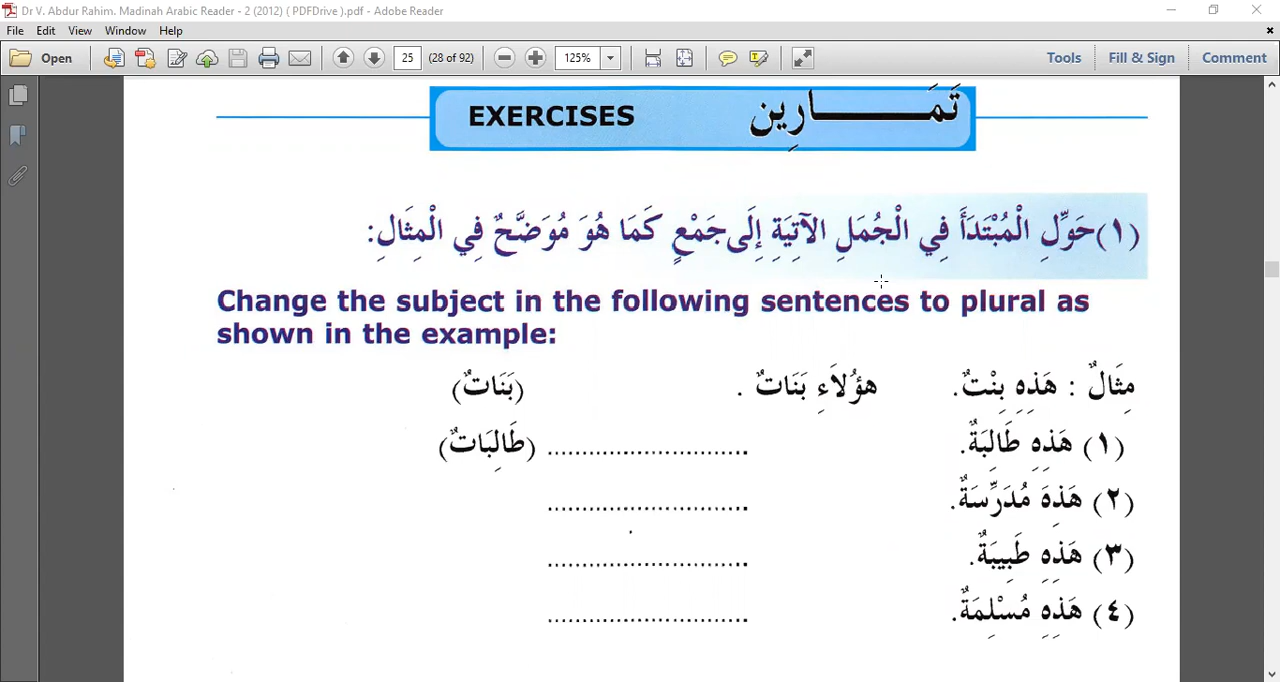 Dr V. Abdur Rahim. Madinah Arabic Reader - 2 (2012) ( PDFDrive ).pdf - Adobe Reader
File Edit View Window Help
Open 25 (28 of 92) 125% Tools Fill & Sign Comment
EXERCISES تَمَـــارِين
(١) حَوِّلِ الْمُبْتَدَأَ فِي الْجُمَلِ الآتِيَةِ إِلَى جَمْعٍ كَمَا هُوَ مُوَضَّحٌ فِي الْمِثَالِ:
Change the subject in the following sentences to plural as
shown in the example:
مِثَالٌ : هَذِهِ بِنْتٌ. هؤُلاَءِ بَنَاتٌ . (بَنَاتٌ)
(١) هَذِهِ طَالِبَةٌ. ........................... (طَالِبَاتٌ)
(٢) هَذِهَ مُدَرِّسَةٌ. ...........................
(٣) هَذِهِ طَبِيبَةٌ. ...........................
(٤) هَذِهِ مُسْلِمَةٌ. ...........................